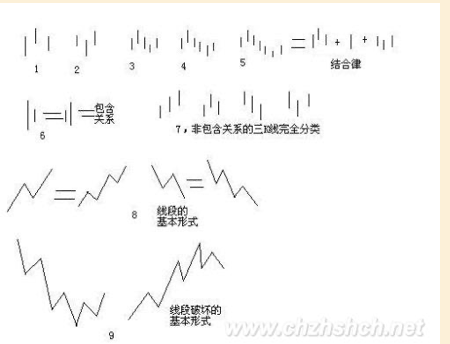 1 2 3 4 5 结合律
6 包含
关系
7，非包含关系的三K线完全分类
8 线段的
基本形式
9 线段破坏的
基本形式
www.chzhshch.net